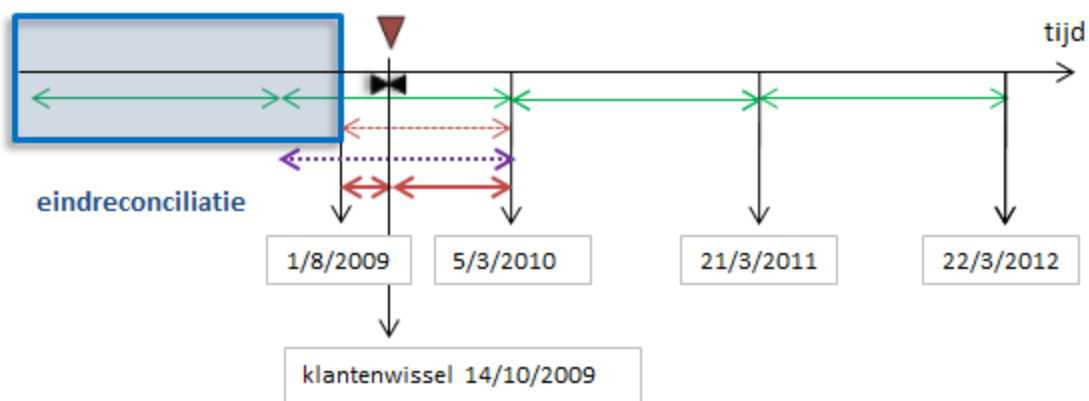 tijd
eindreconciliatie
1/8/2009
5/3/2010
21/3/2011
22/3/2012
klantenwissel 14/10/2009